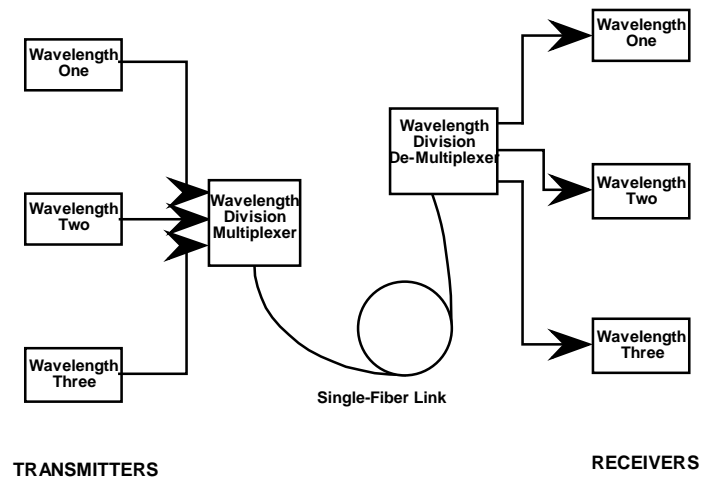 Wavelength
One
Wavelength
Two
Wavelength
Three
Wavelength
Division
Multiplexer
Single-Fiber Link
Wavelength
Division
De-Multiplexer
Wavelength
One
Wavelength
Two
Wavelength
Three
TRANSMITTERS
RECEIVERS